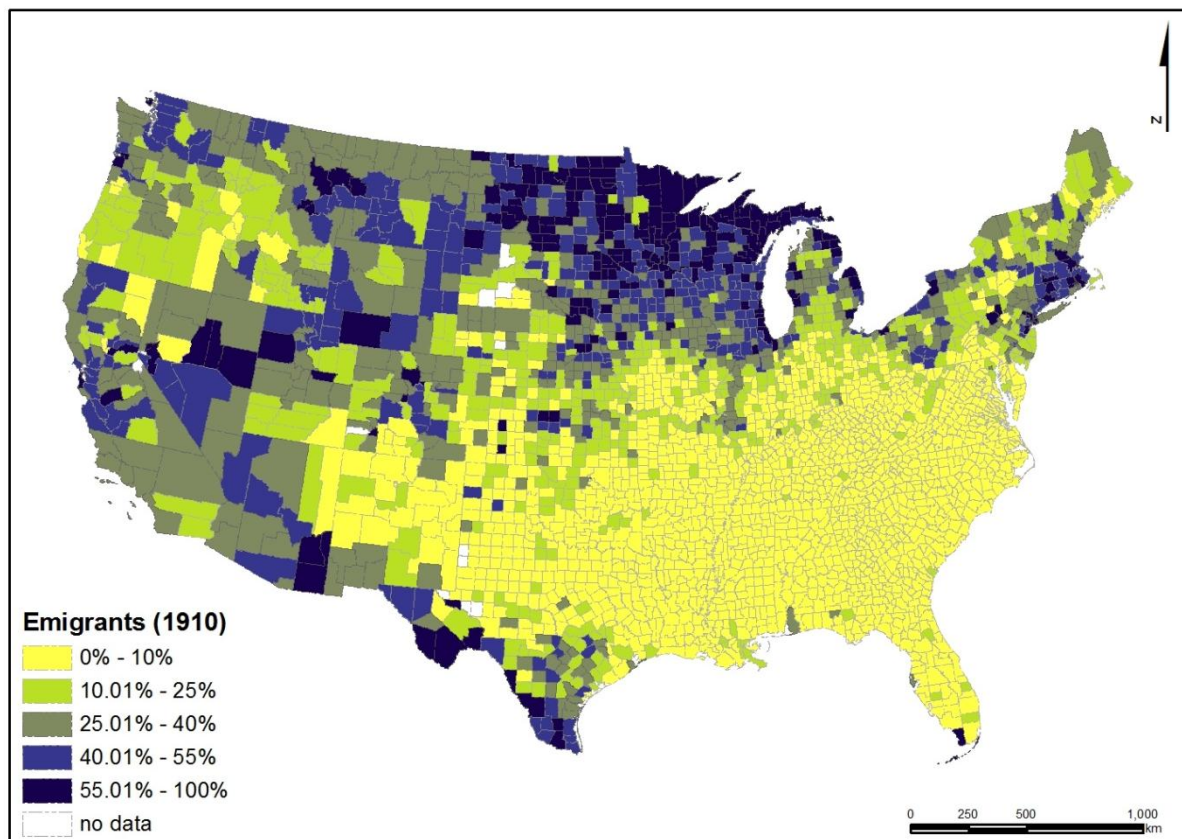 N
Emigrants (1910)
0% - 10%
10.01% - 25%
25.01% - 40%
40.01% - 55%
55.01% - 100%
no data
0 250 500 1,000
km